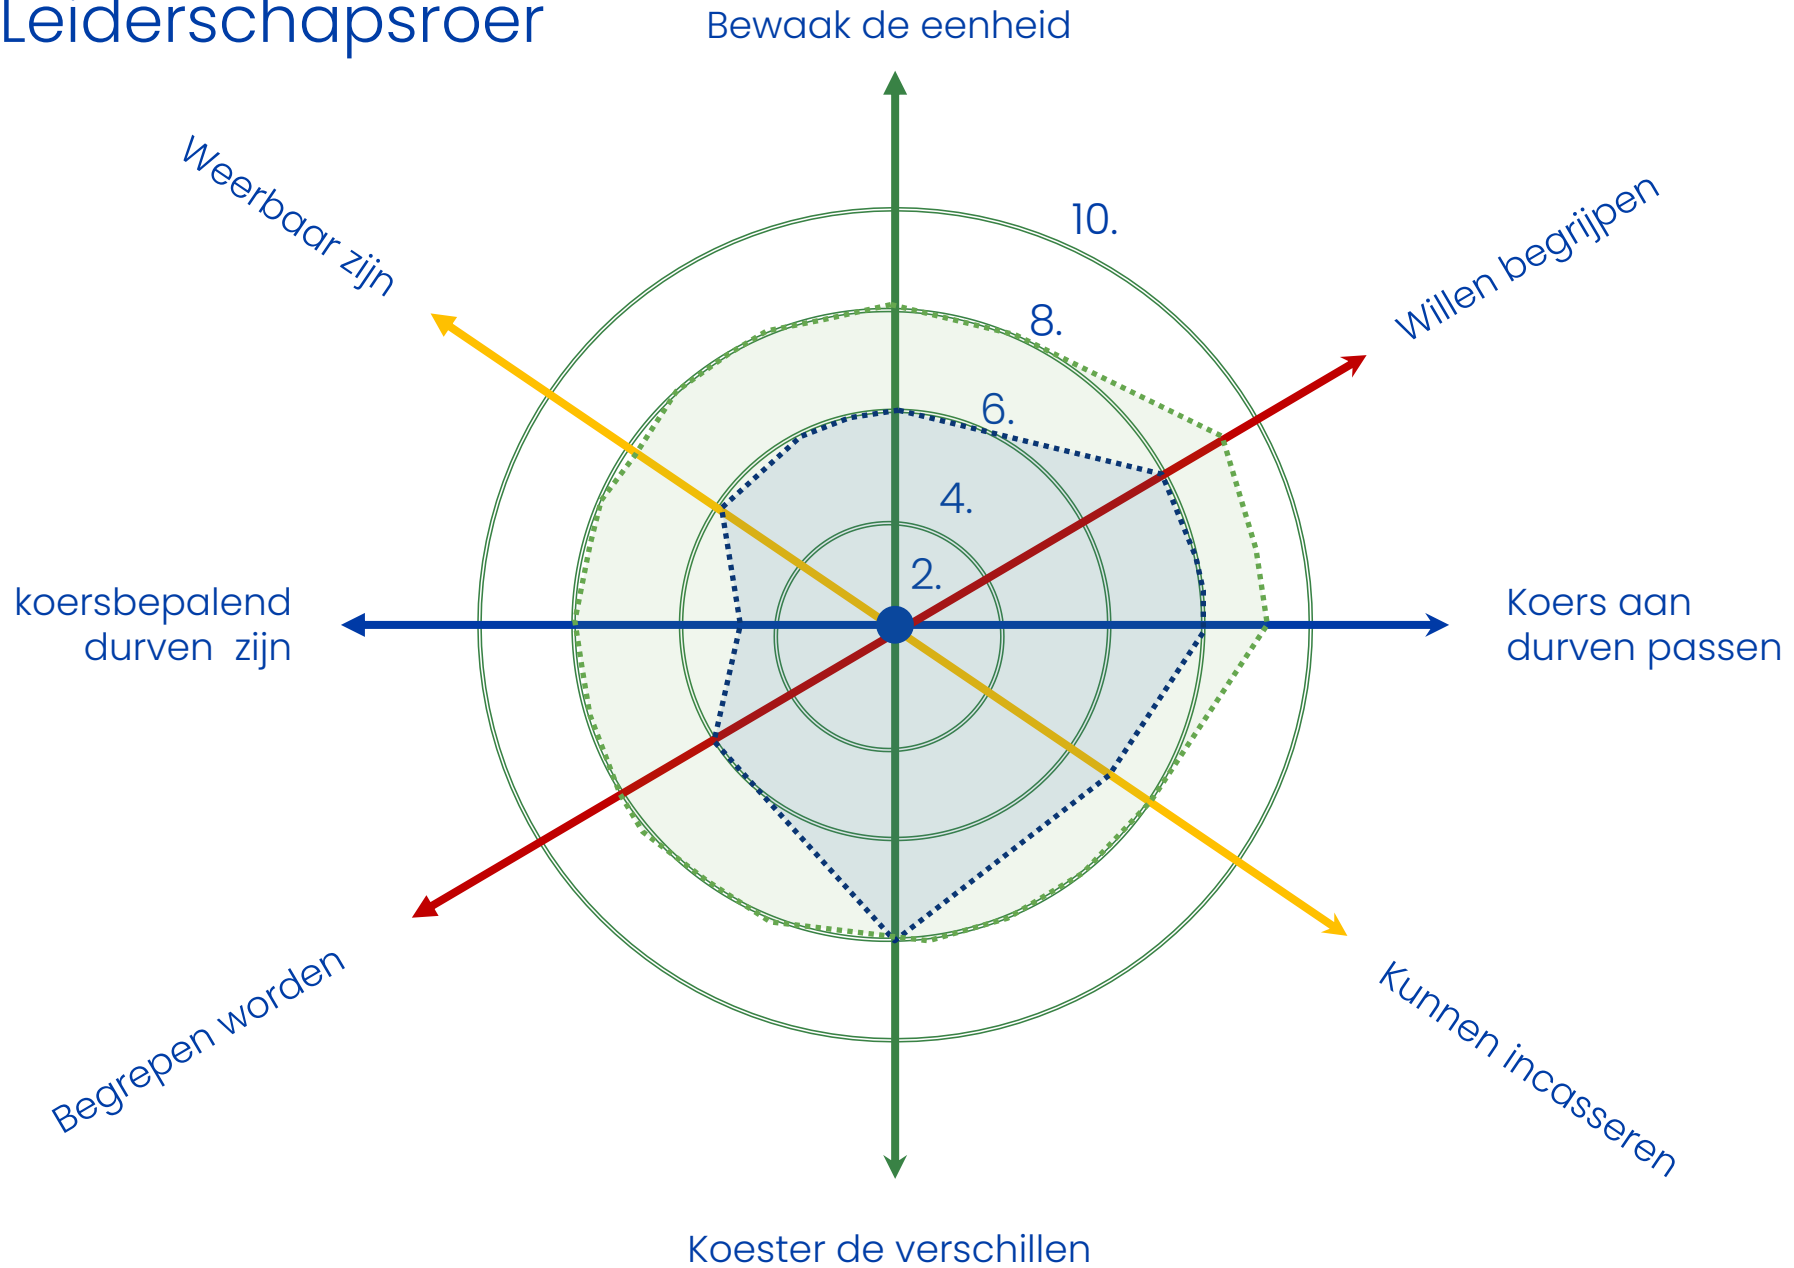 Leiderschapsroer
Bewaak de eenheid
Weerbaar zijn
Willen begrijpen
10.
8.
6.
4.
2.
koersbepalend
durven zijn
Koers aan
durven passen
Begrepen worden
Kunnen incasseren
Koester de verschillen